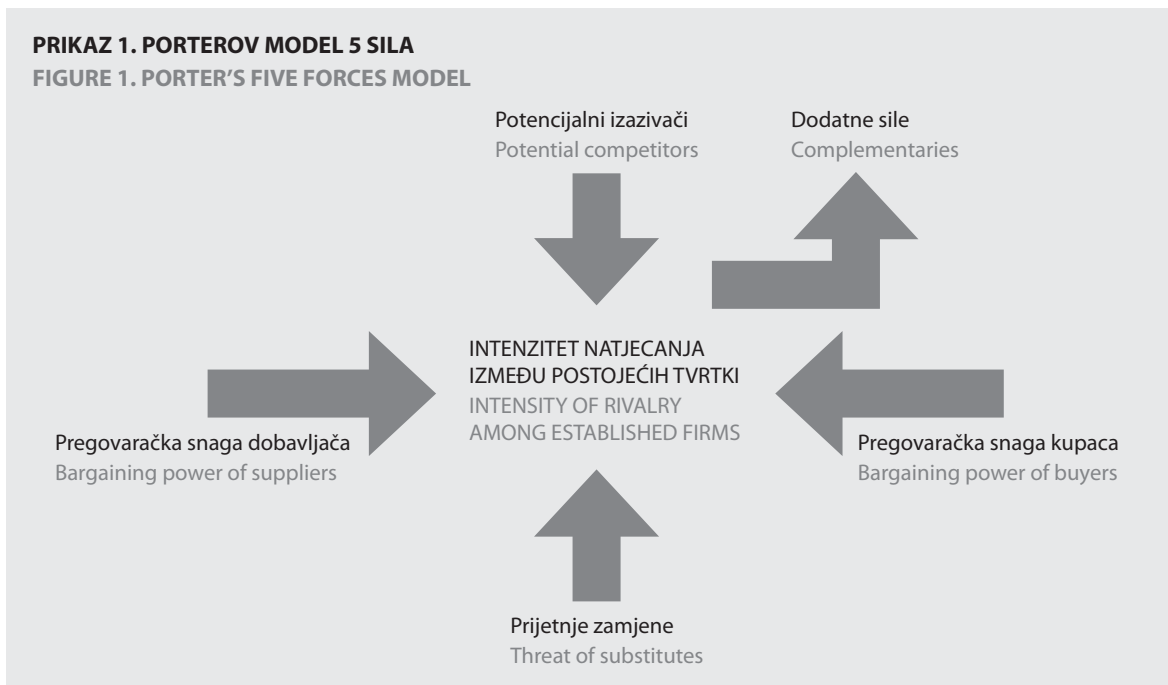 PRIKAZ 1. PORTEROV MODEL 5 SILA
FIGURE 1. PORTER’S FIVE FORCES MODEL
Potencijalni izazivači
Potential competitors
Dodatne sile
Complementaries
INTENZITET NATJECANJA
IZMEĐU POSTOJEĆIH TVRTKI
INTENSITY OF RIVALRY
AMONG ESTABLISHED FIRMS
Pregovaračka snaga dobavljača
Bargaining power of suppliers
Pregovaračka snaga kupaca
Bargaining power of buyers
Prijetnje zamjene
Threat of substitutes